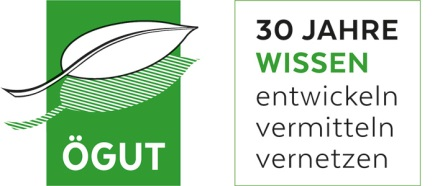 ÖGUT
30 JAHRE
WISSEN
entwickeln
vermitteln
vernetzen